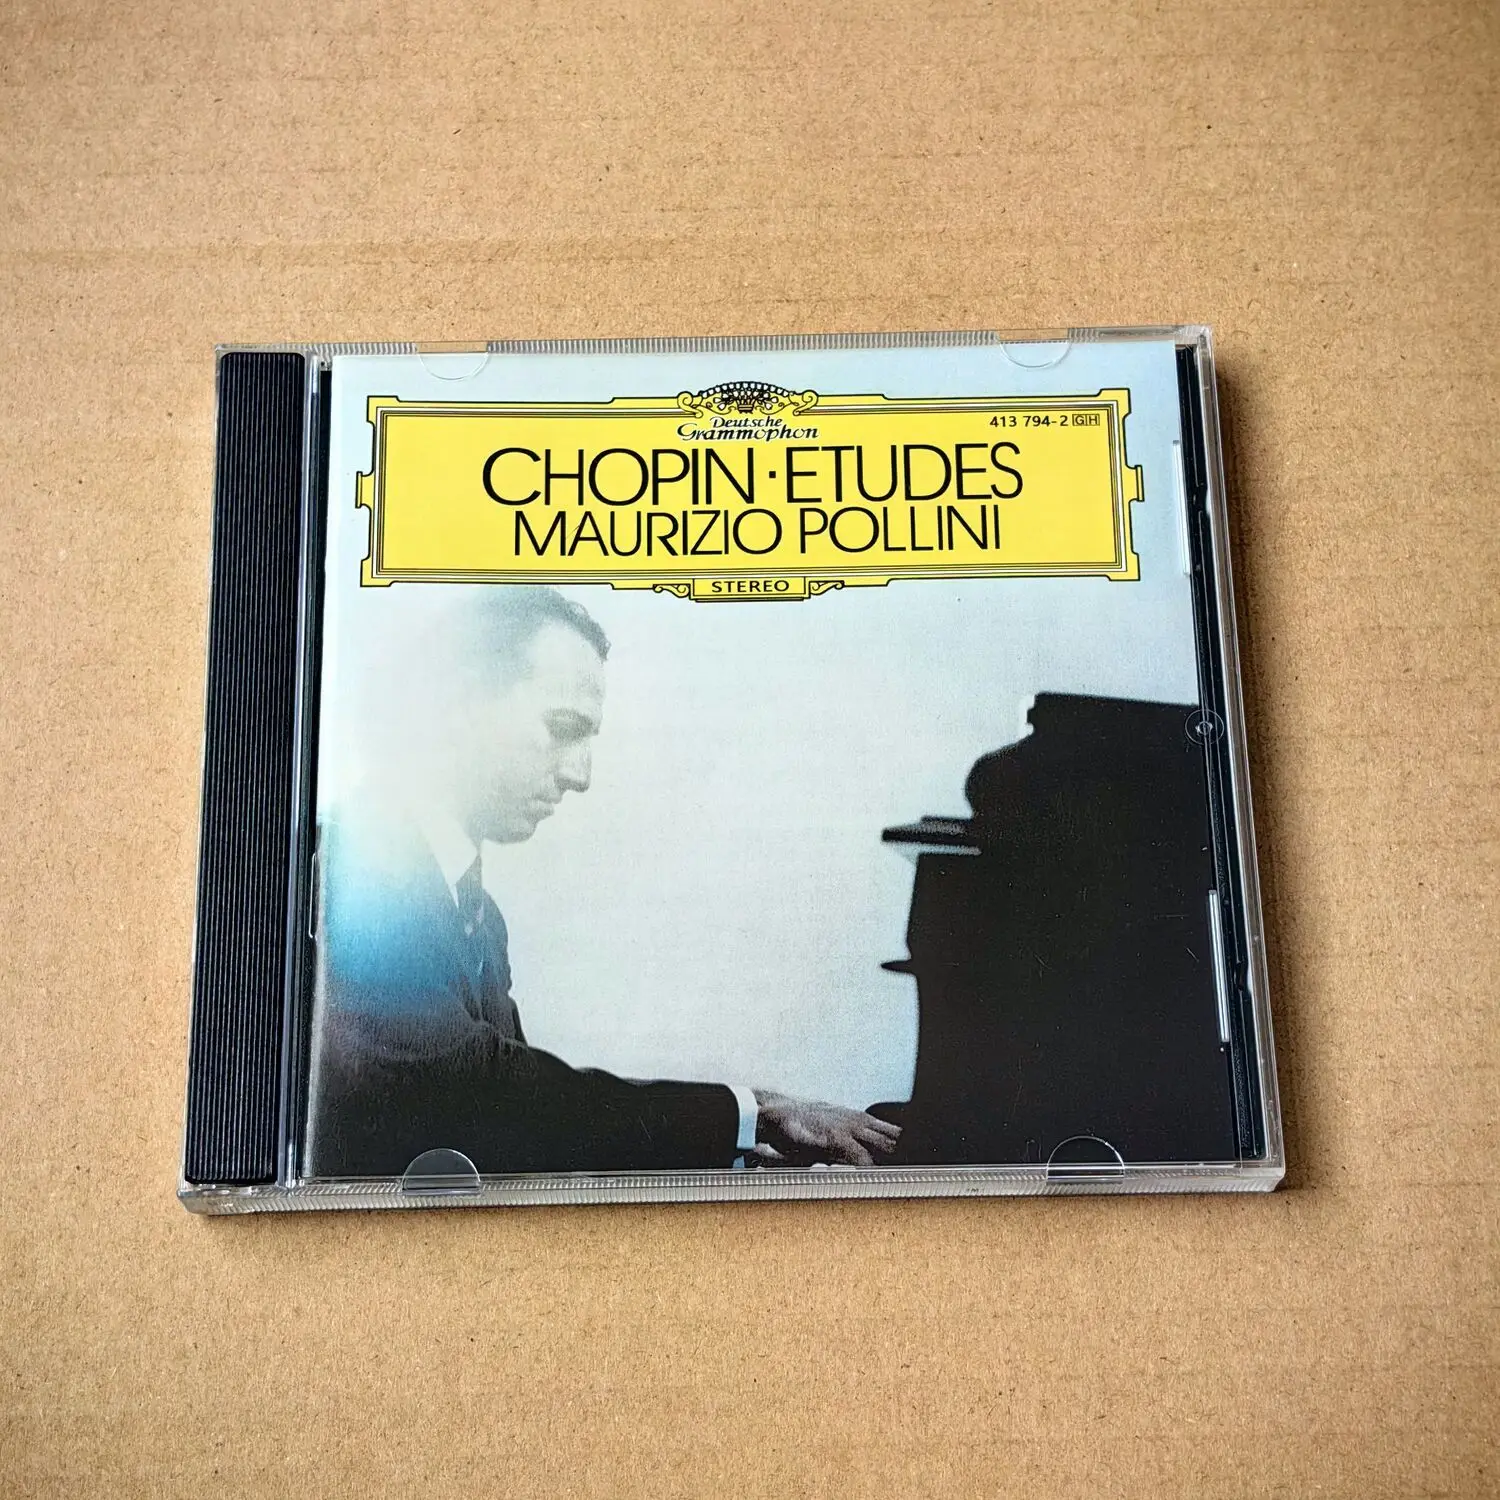 Deutsche
Grammophon
413 794-2 GH
CHOPIN·ETUDES
MAURIZIO POLLINI
STEREO